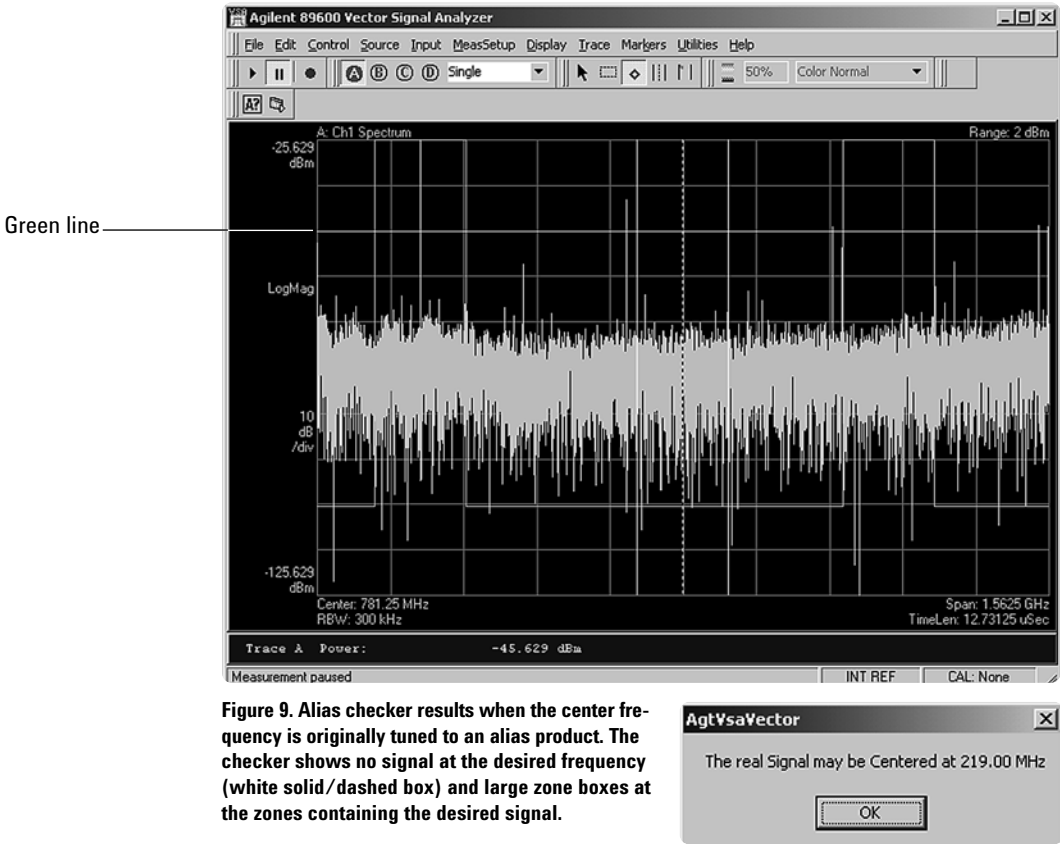 Agilent 89600 Vector Signal Analyzer
File Edit Control Source Input MeasSetup Display Trace Markers Utilities Help
A B C D Single 50% Color Normal
A?
A: Ch1 Spectrum Range: 2 dBm
-25.629
dBm
Green line
LogMag
10
dB
/div
-125.629
dBm
Center: 781.25 MHz Span: 1.5625 GHz
RBW: 300 kHz TimeLen: 12.73125 uSec
Trace A Power: -45.629 dBm
Measurement paused INT REF CAL: None
Figure 9. Alias checker results when the center fre-
quency is originally tuned to an alias product. The
checker shows no signal at the desired frequency
(white solid/dashed box) and large zone boxes at
the zones containing the desired signal.
AgtVsaVector
The real Signal may be Centered at 219.00 MHz
OK